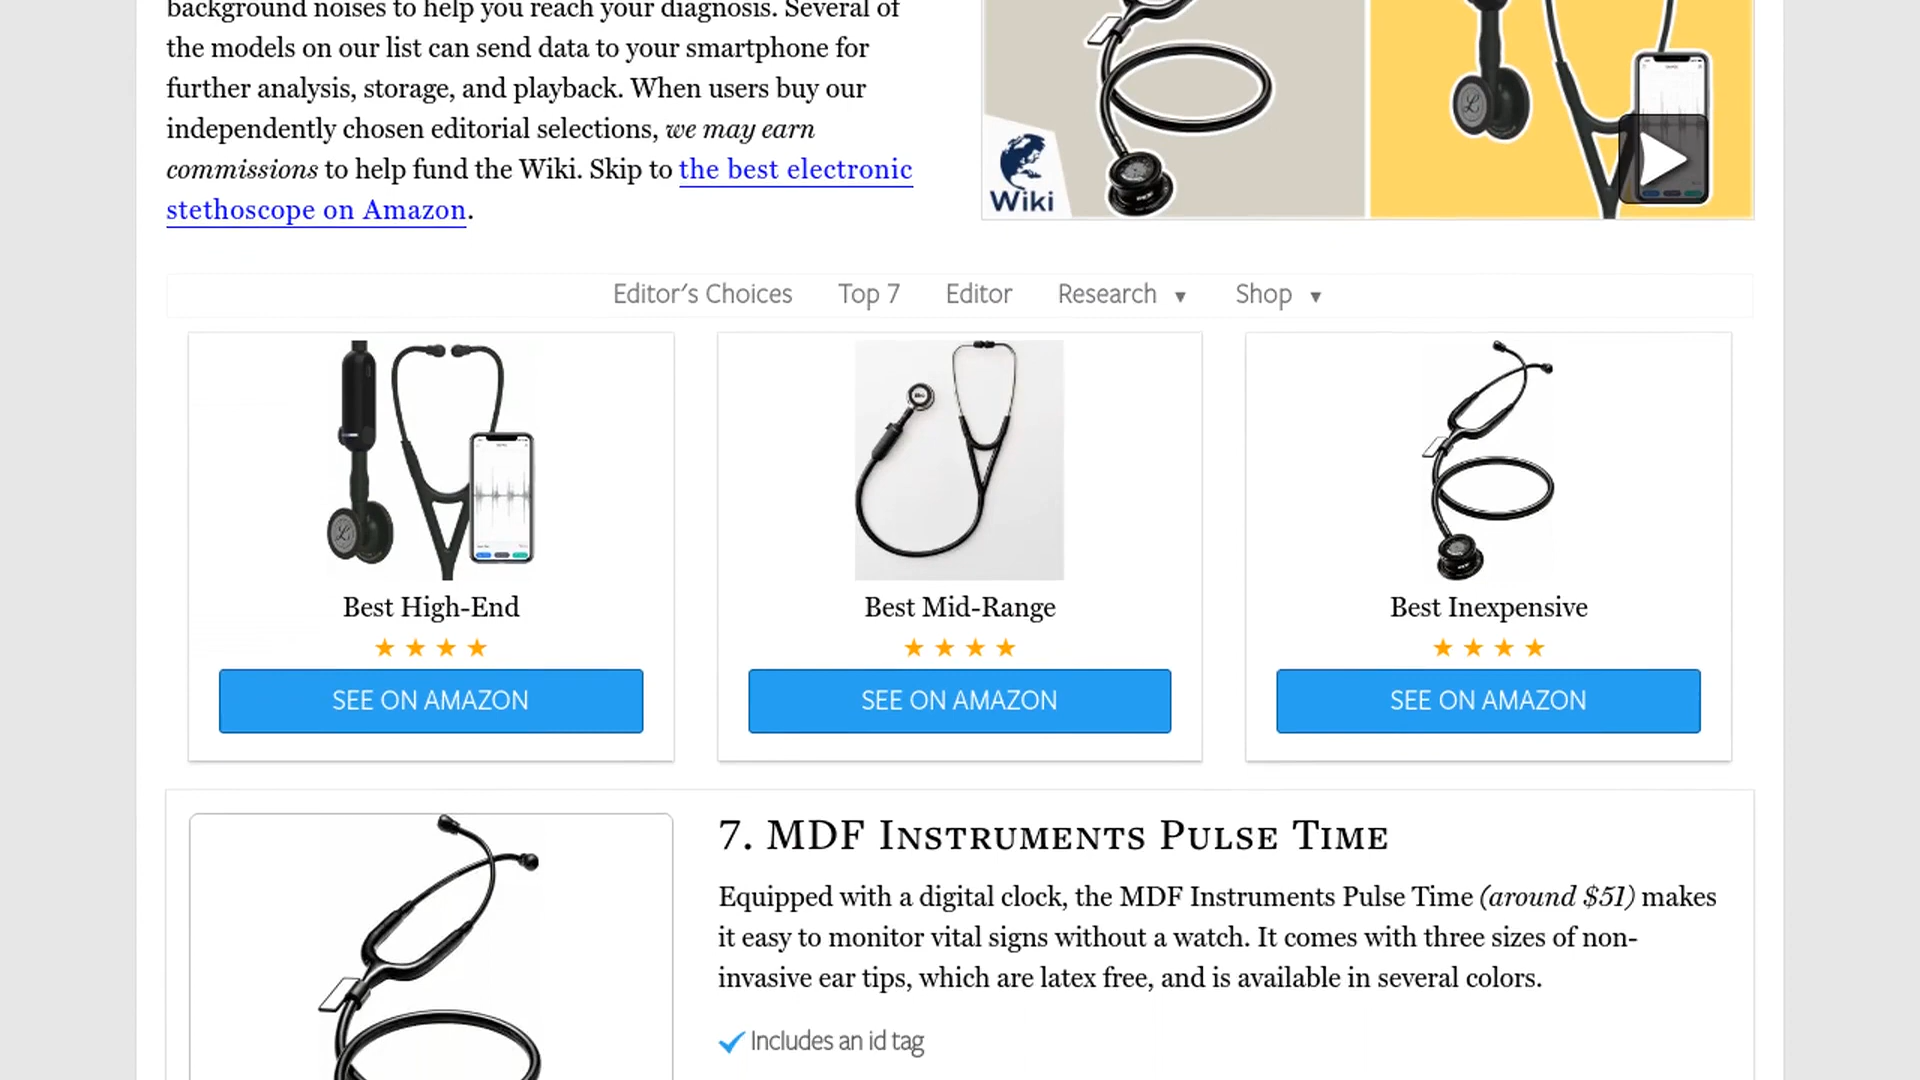 background noises to help you reach your diagnosis. Several of
the models on our list can send data to your smartphone for
further analysis, storage, and playback. When users buy our
independently chosen editorial selections, we may earn
commissions to help fund the Wiki. Skip to the best electronic
stethoscope on Amazon.
Wiki
Editor's Choices
Top 7
Editor
Research ▼
Shop ▼
Best High-End
★ ★ ★ ★
SEE ON AMAZON
Best Mid-Range
★ ★ ★ ★
SEE ON AMAZON
Best Inexpensive
★ ★ ★ ★
SEE ON AMAZON
7. MDF Instruments Pulse Time
Equipped with a digital clock, the MDF Instruments Pulse Time (around $51) makes
it easy to monitor vital signs without a watch. It comes with three sizes of non-
invasive ear tips, which are latex free, and is available in several colors.
Includes an id tag